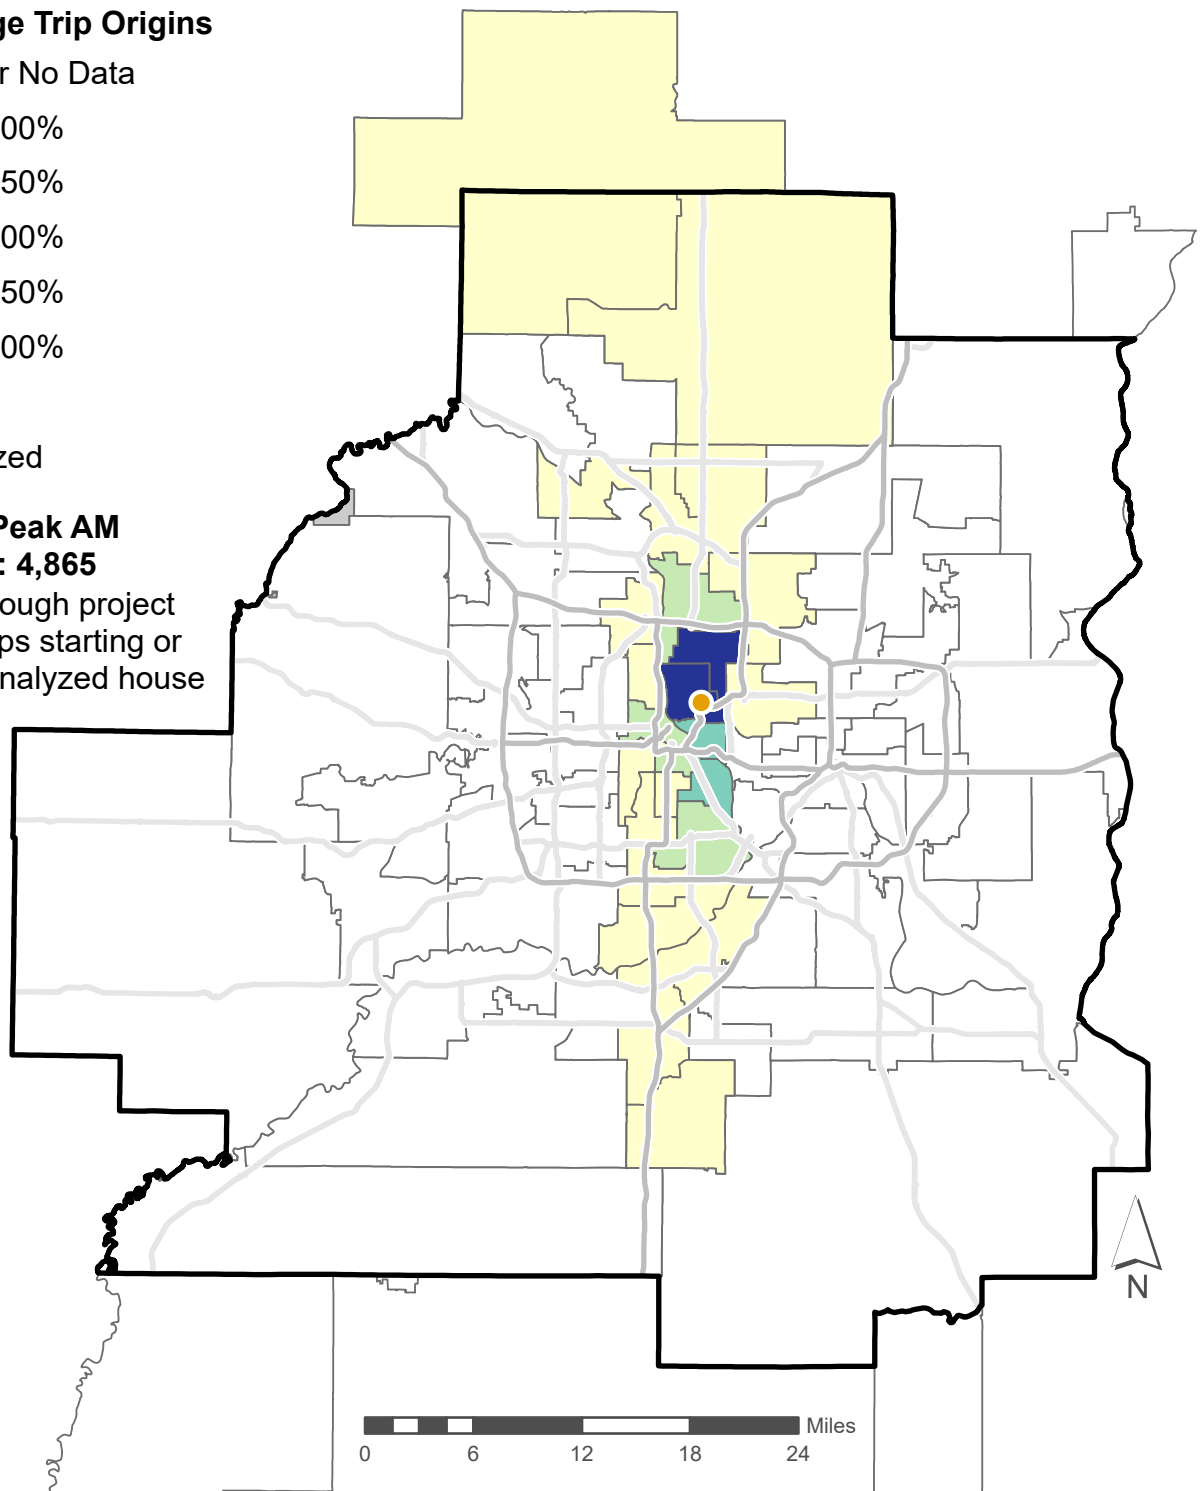 ge Trip Origins
r No Data
00%
50%
00%
50%
00%
zed
Peak AM
: 4,865
ough project
ps starting or
nalyzed house
N
Miles
0 6 12 18 24